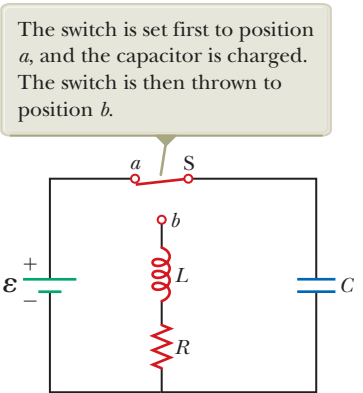 The switch is set first to position
a, and the capacitor is charged.
The switch is then thrown to
position b.
a S
b
+
ε
−
L
C
R